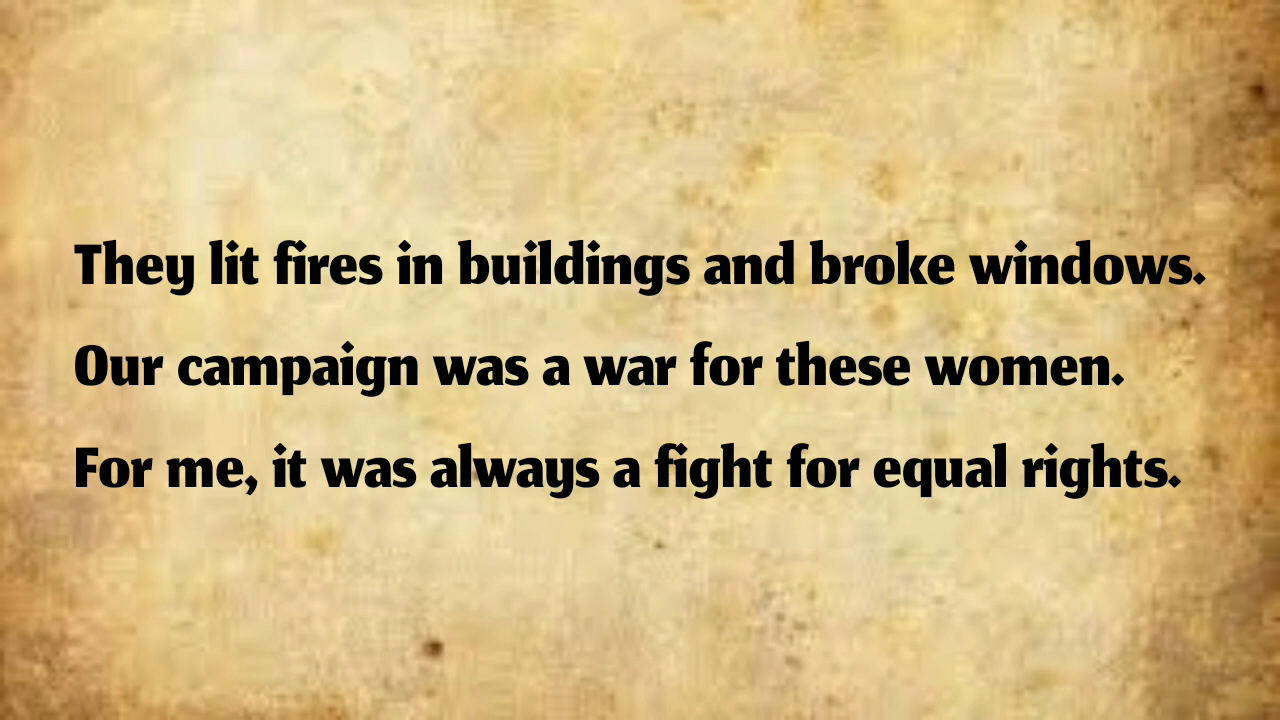 They lit fires in buildings and broke windows.
Our campaign was a war for these women.
For me, it was always a fight for equal rights.